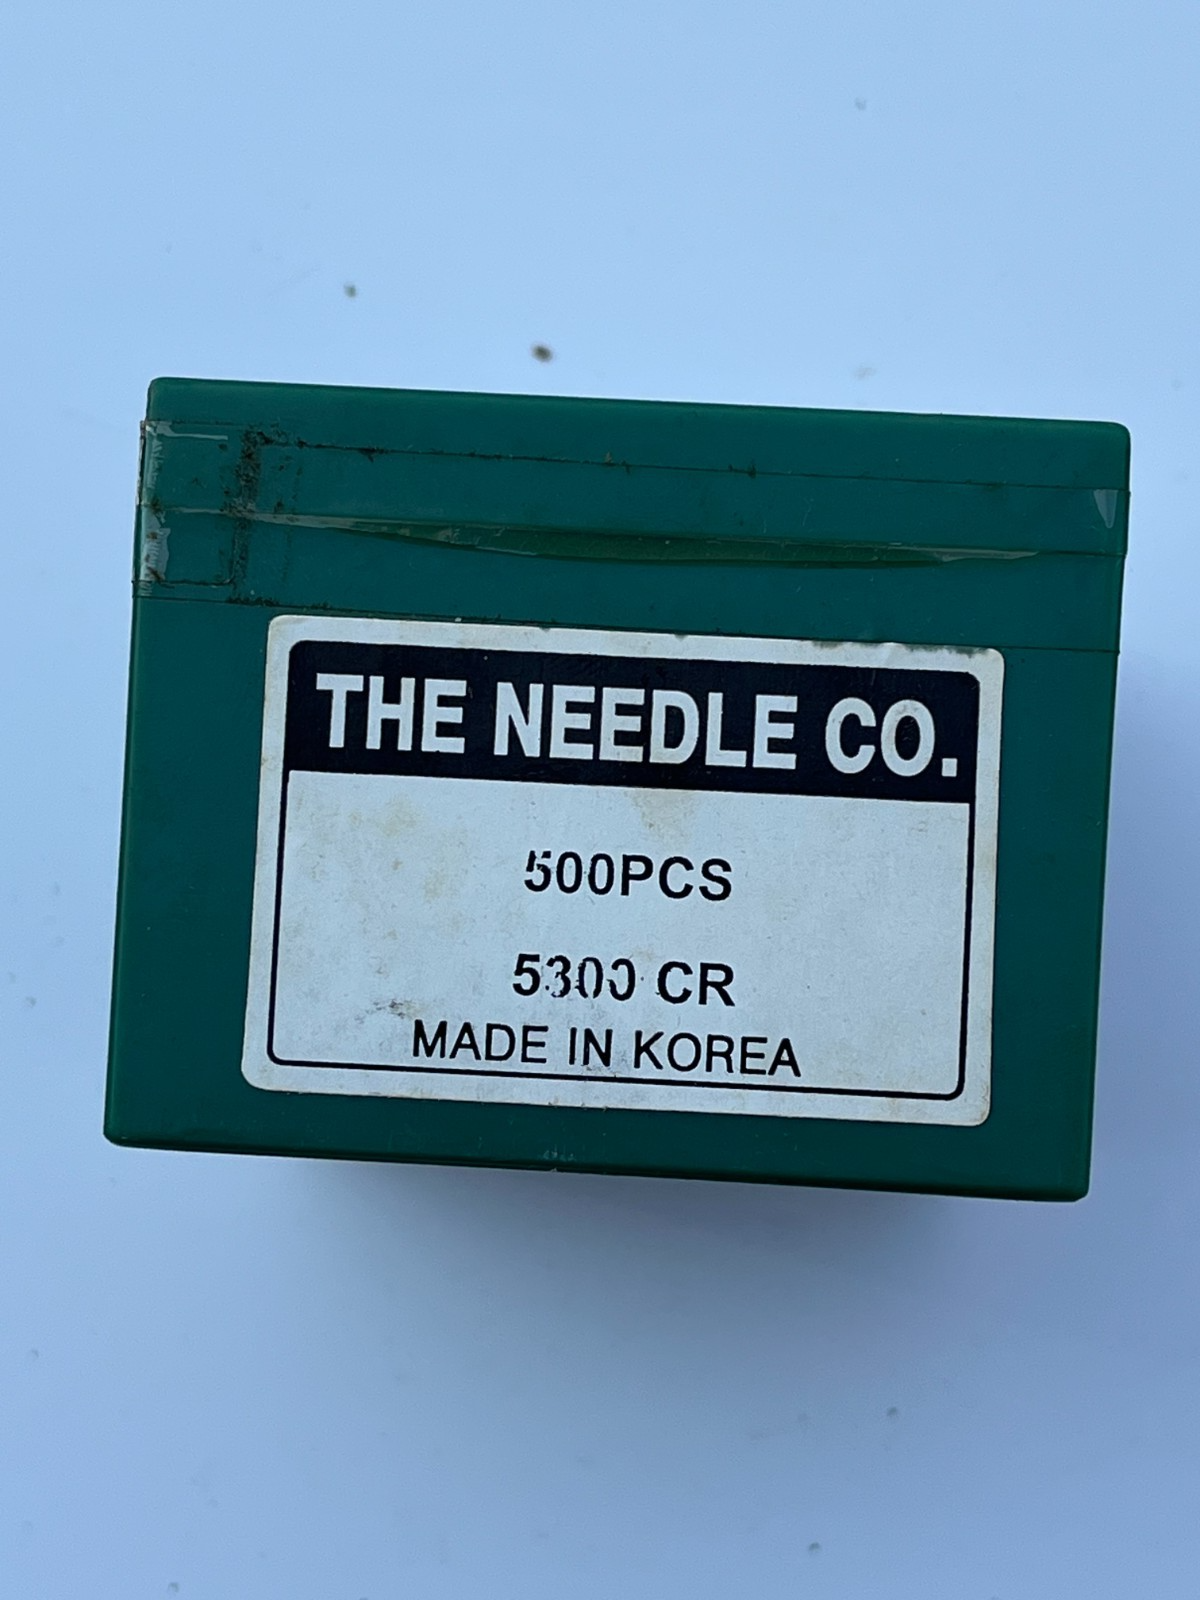 THE NEEDLE CO.
500PCS
5300 CR
MADE IN KOREA